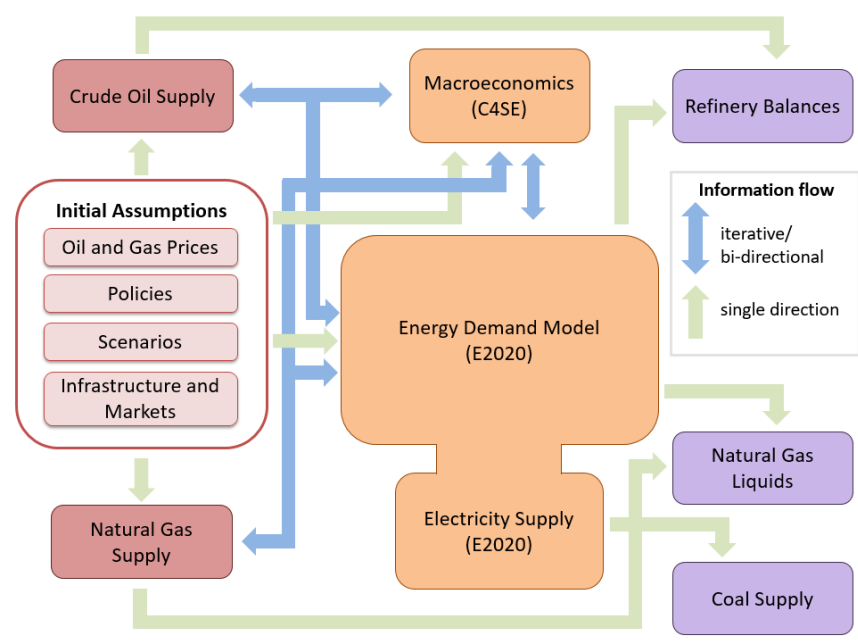 Crude Oil Supply
Macroeconomics
(C4SE)
Refinery Balances
Initial Assumptions
Oil and Gas Prices
Policies
Scenarios
Infrastructure and
Markets
Information flow
iterative/
bi-directional
single direction
Energy Demand Model
(E2020)
Natural Gas
Liquids
Natural Gas
Supply
Electricity Supply
(E2020)
Coal Supply